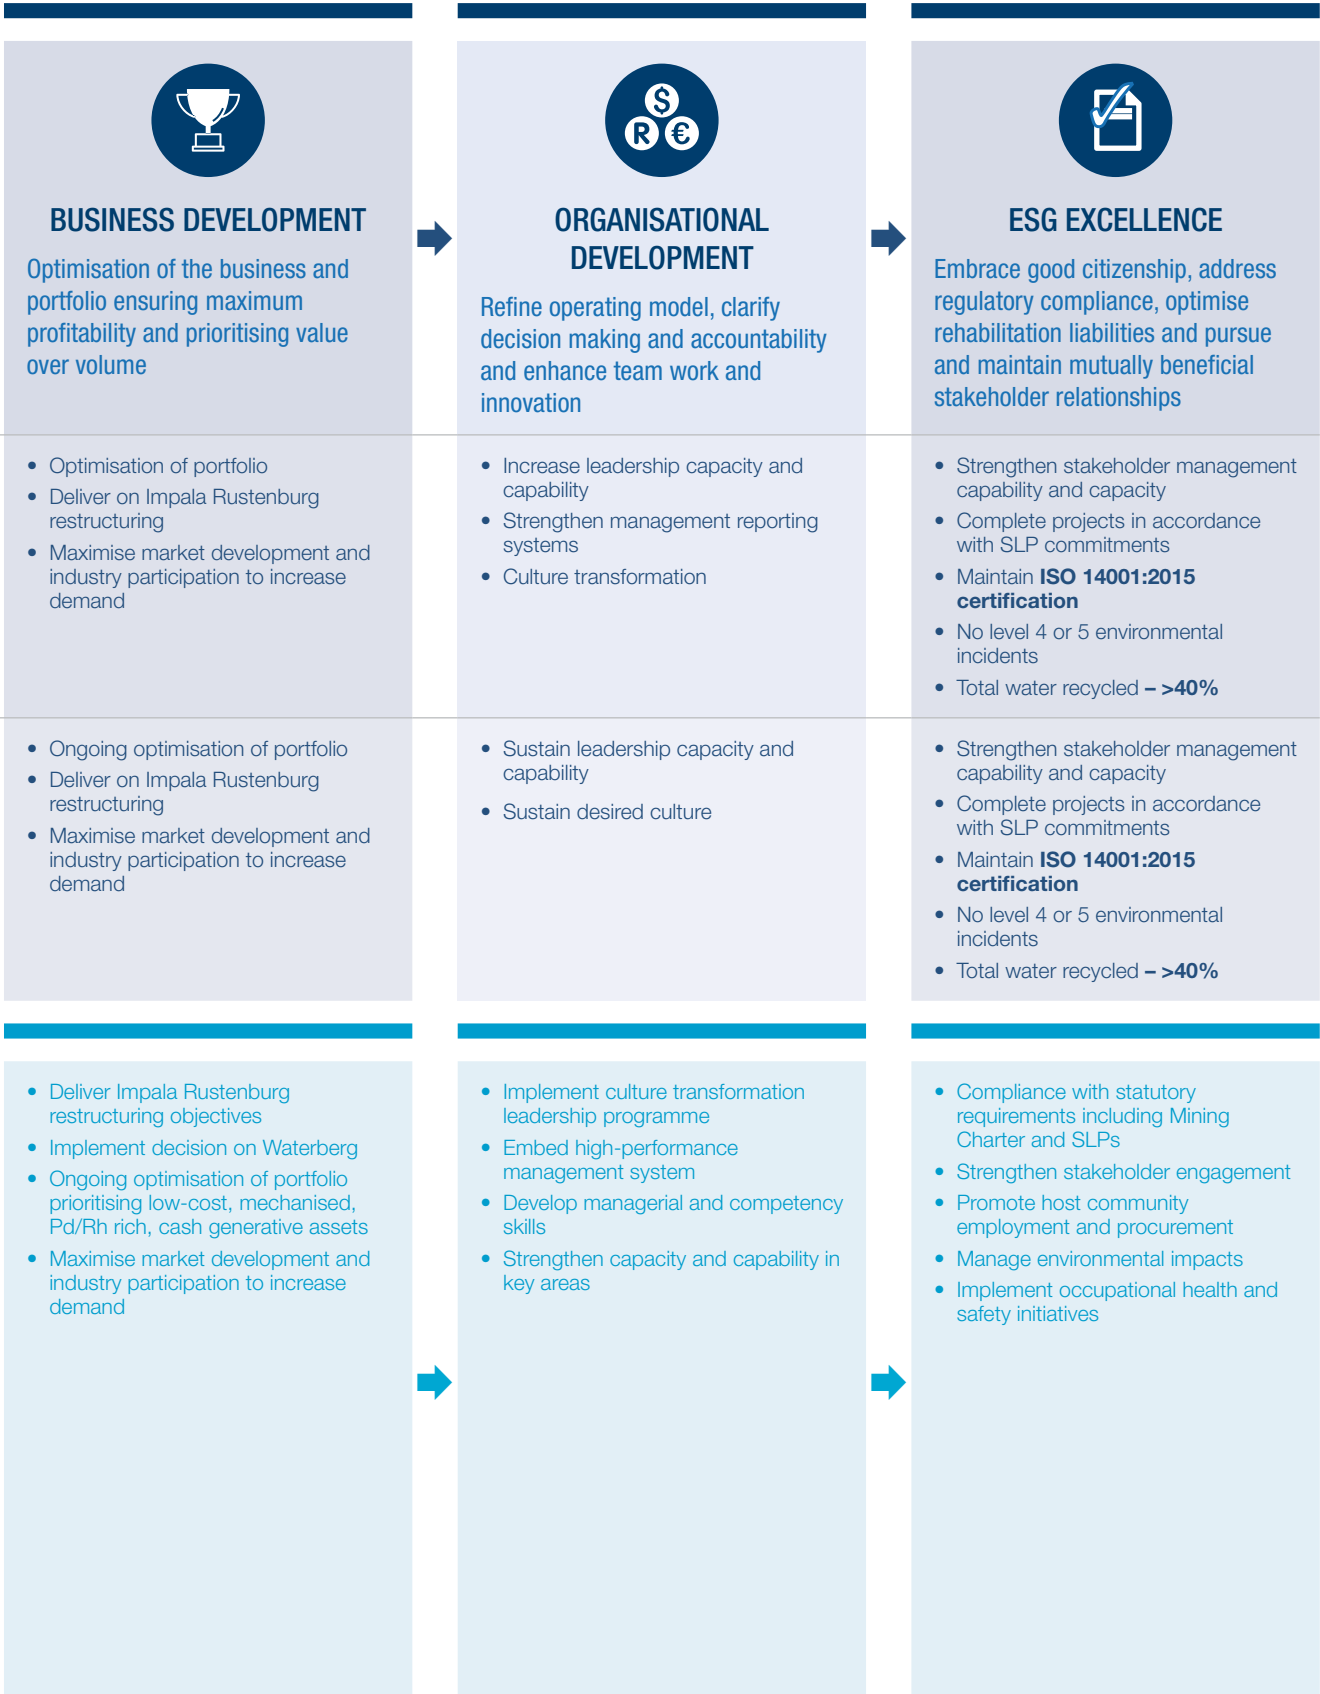 $
R €
BUSINESS DEVELOPMENT
Optimisation of the business and
portfolio ensuring maximum
profitability and prioritising value
over volume
ORGANISATIONAL
DEVELOPMENT
Refine operating model, clarify
decision making and accountability
and enhance team work and
innovation
ESG EXCELLENCE
Embrace good citizenship, address
regulatory compliance, optimise
rehabilitation liabilities and pursue
and maintain mutually beneficial
stakeholder relationships
• Optimisation of portfolio
• Deliver on Impala Rustenburg
restructuring
• Maximise market development and
industry participation to increase
demand
• Increase leadership capacity and
capability
• Strengthen management reporting
systems
• Culture transformation
• Strengthen stakeholder management
capability and capacity
• Complete projects in accordance
with SLP commitments
• Maintain ISO 14001:2015
certification
• No level 4 or 5 environmental
incidents
• Total water recycled – >40%
• Ongoing optimisation of portfolio
• Deliver on Impala Rustenburg
restructuring
• Maximise market development and
industry participation to increase
demand
• Sustain leadership capacity and
capability
• Sustain desired culture
• Strengthen stakeholder management
capability and capacity
• Complete projects in accordance
with SLP commitments
• Maintain ISO 14001:2015
certification
• No level 4 or 5 environmental
incidents
• Total water recycled – >40%
• Deliver Impala Rustenburg
restructuring objectives
• Implement decision on Waterberg
• Ongoing optimisation of portfolio
prioritising low-cost, mechanised,
Pd/Rh rich, cash generative assets
• Maximise market development and
industry participation to increase
demand
• Implement culture transformation
leadership programme
• Embed high-performance
management system
• Develop managerial and competency
skills
• Strengthen capacity and capability in
key areas
• Compliance with statutory
requirements including Mining
Charter and SLPs
• Strengthen stakeholder engagement
• Promote host community
employment and procurement
• Manage environmental impacts
• Implement occupational health and
safety initiatives